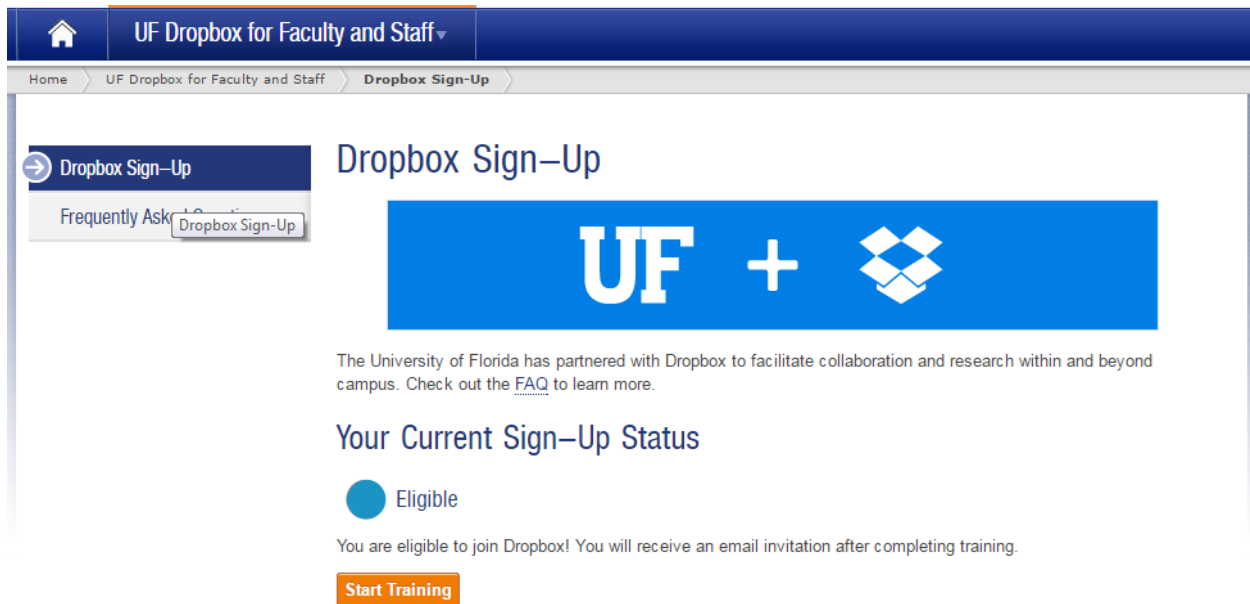 UF Dropbox for Faculty and Staff
Home UF Dropbox for Faculty and Staff Dropbox Sign-Up
Dropbox Sign–Up
Dropbox Sign–Up
Frequently
Dropbox Sign-Up
UF +
The University of Florida has partnered with Dropbox to facilitate collaboration and research within and beyond
campus. Check out the FAQ to learn more.
Your Current Sign–Up Status
Eligible
You are eligible to join Dropbox! You will receive an email invitation after completing training.
Start Training